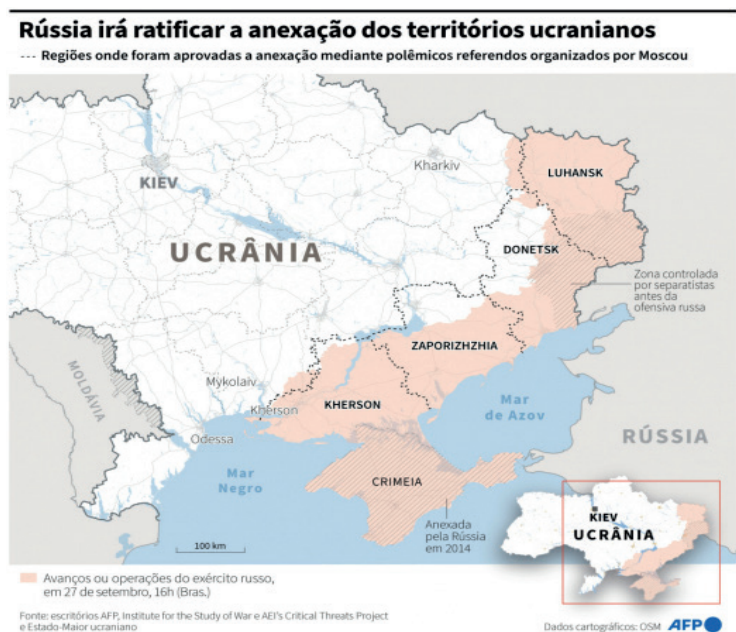 Rússia irá ratificar a anexação dos territórios ucranianos
--- Regiões onde foram aprovadas a anexação mediante polêmicos referendos organizados por Moscou
Kharkiv
LUHANSK
KIEV
UCRÂNIA
DONETSK
Zona controlada
por separatistas
antes da
ofensiva russa
ZAPORIZHZHIA
MOLDÁVIA
Mykolaiv
Kherson
KHERSON
Mar
de Azov
Odessa
RÚSSIA
Mar
Negro
CRIMEIA
Anexada
pela Rússia
em 2014
100 km
KIEV
UCRÂNIA
Avanços ou operações do exército russo,
em 27 de setembro, 16h (Bras.)
Fonte: escritórios AFP, Institute for the Study of War e AEI's Critical Threats Project
e Estado-Maior ucraniano
Dados cartográficos: OSM AFP